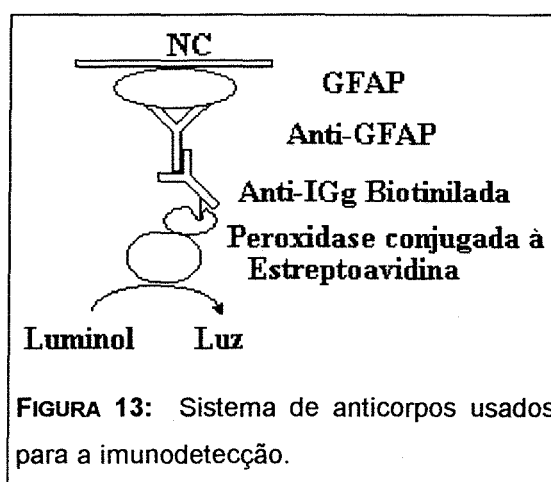 NC
GFAP
Anti-GFAP
Anti-IGg Biotinilada
Peroxidase conjugada à
Estreptoavidina
Luminol Luz
FIGURA 13: Sistema de anticorpos usados
para a imunodetecção.